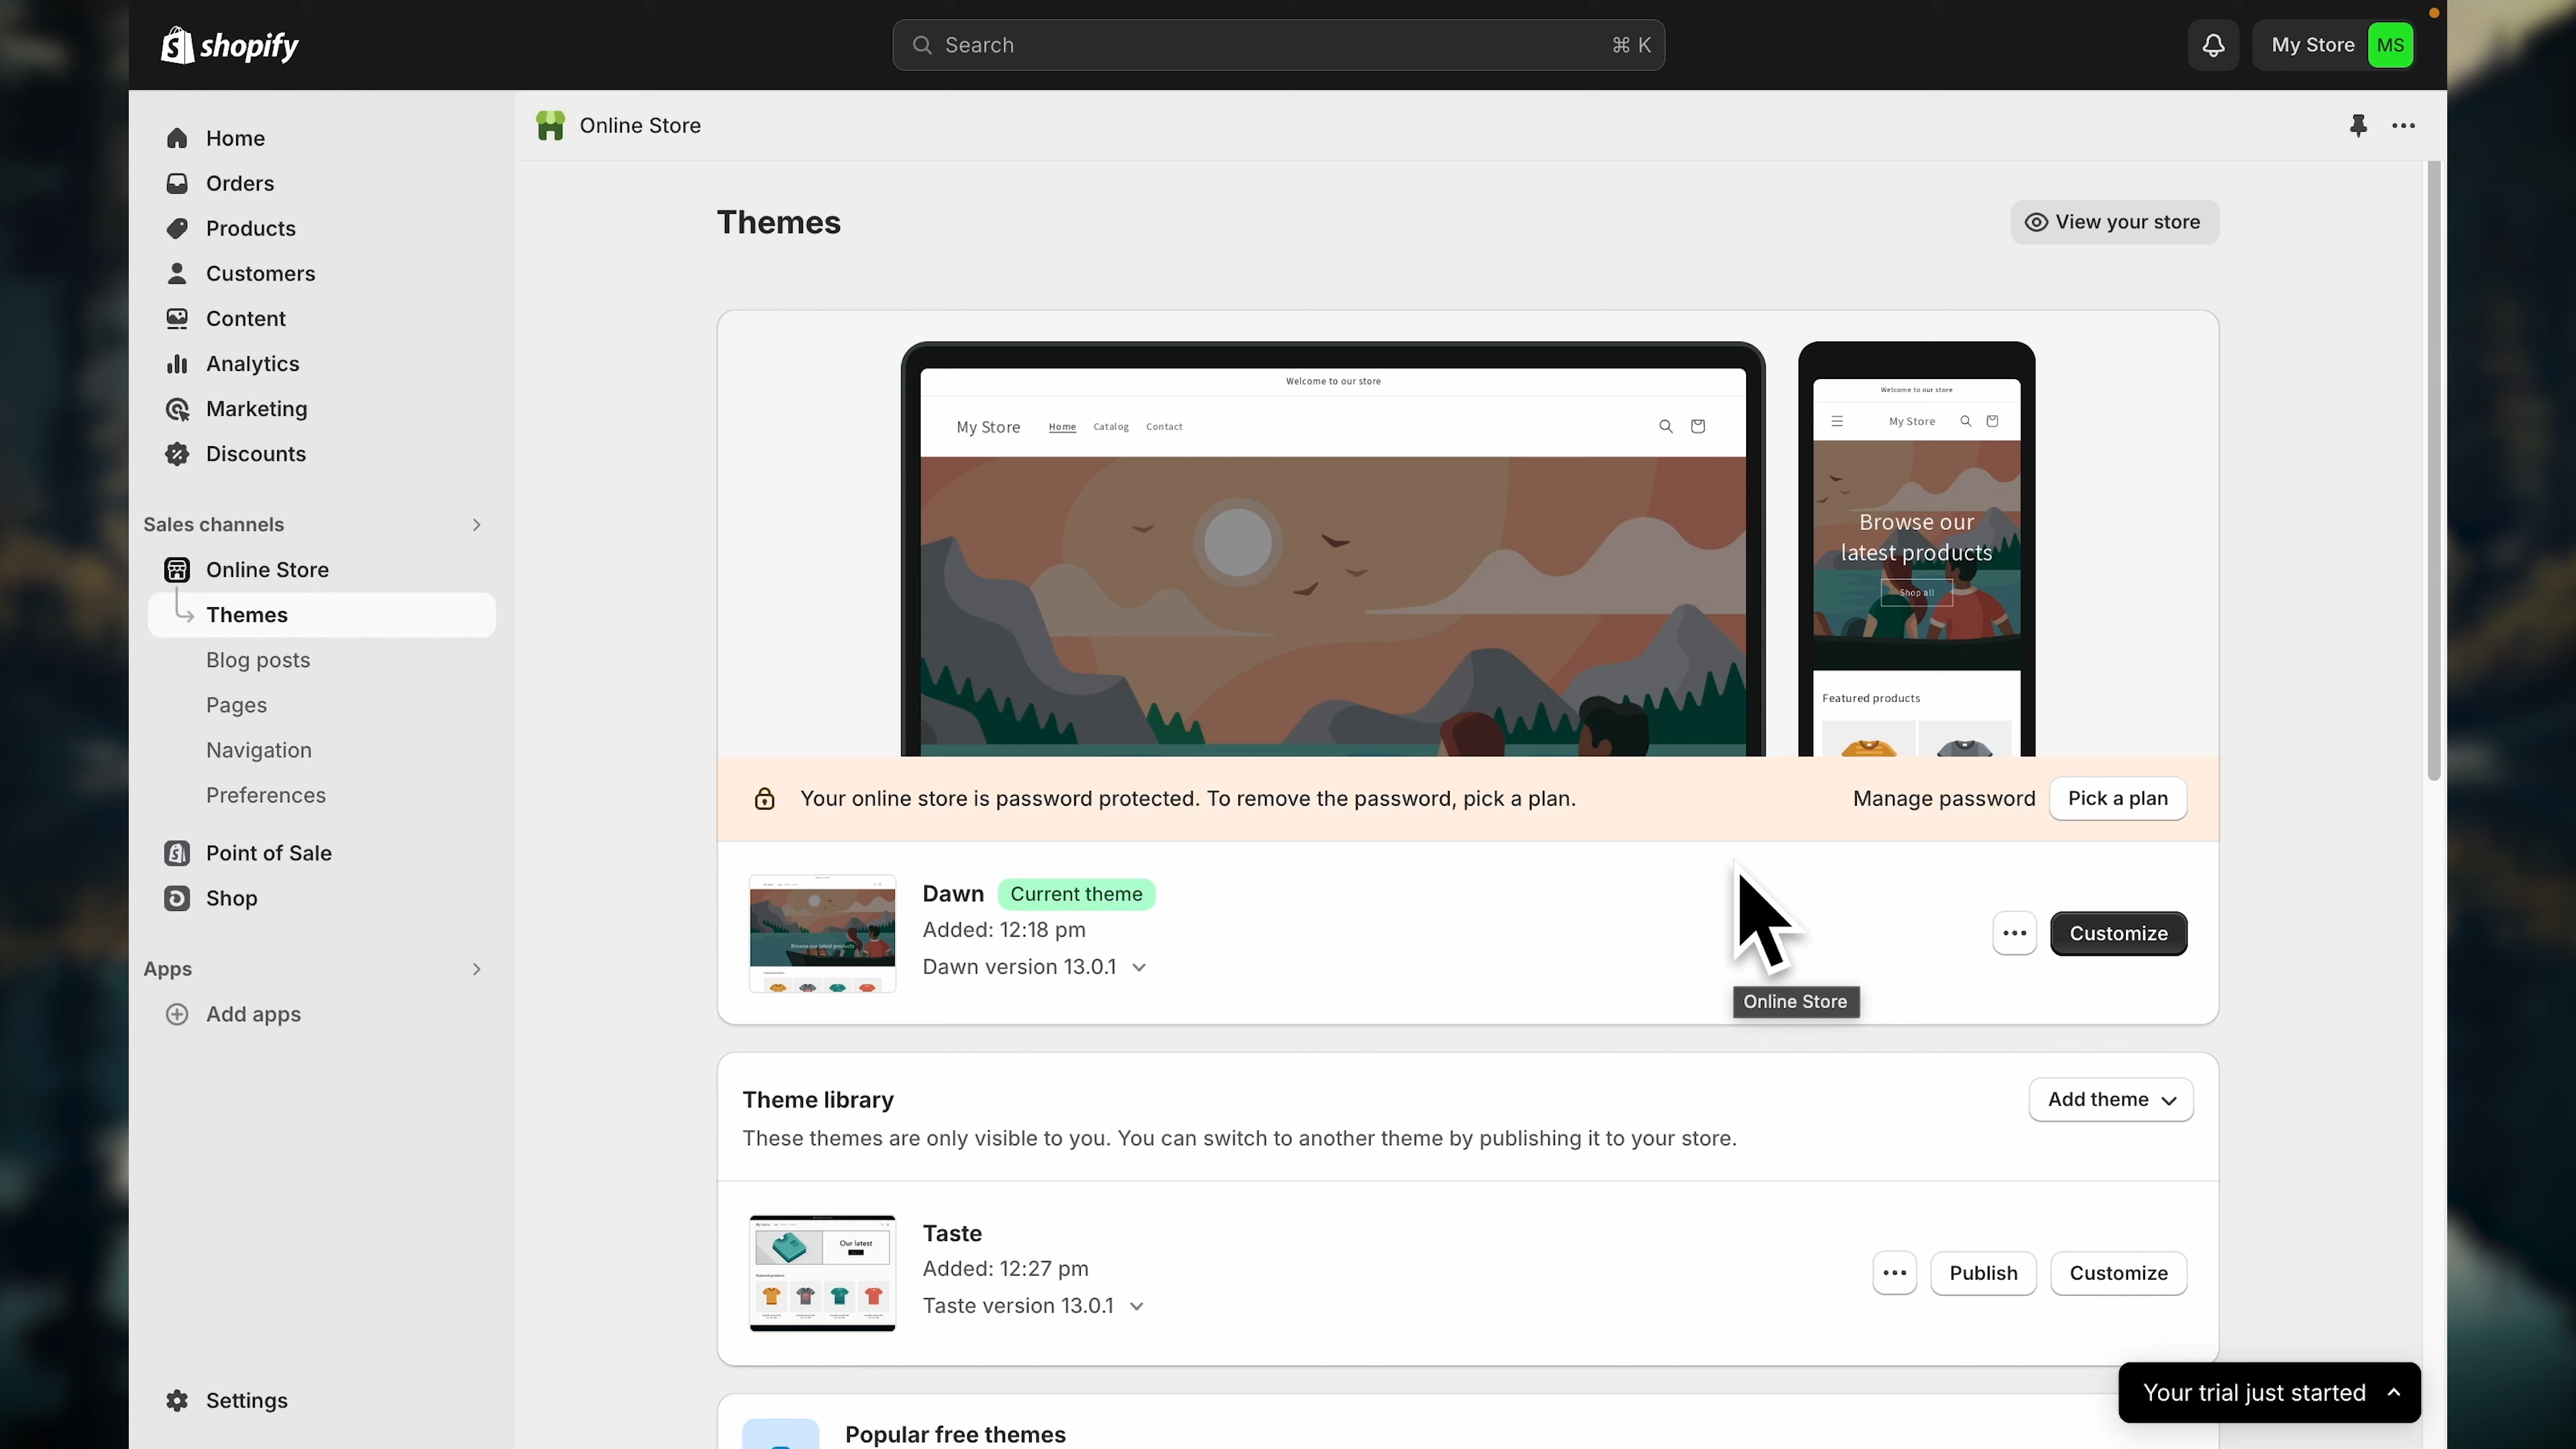 shopify
Search
⌘ K
My Store
MS
Home
Orders
Products
Customers
Content
Analytics
Marketing
Discounts
Sales channels
Online Store
Themes
Blog posts
Pages
Navigation
Preferences
Point of Sale
Shop
Apps
Add apps
Settings
Online Store
Themes
View your store
Welcome to our store
My Store Home Catalog Contact
Welcome to our store
My Store
Browse our
latest products
Shop all
Featured products
Your online store is password protected. To remove the password, pick a plan.
Manage password
Pick a plan
Browse our latest products
Dawn
Current theme
Added: 12:18 pm
Dawn version 13.0.1
Customize
Online Store
Theme library
Add theme
These themes are only visible to you. You can switch to another theme by publishing it to your store.
Our latest
Taste
Added: 12:27 pm
Taste version 13.0.1
Publish
Customize
Your trial just started
Popular free themes